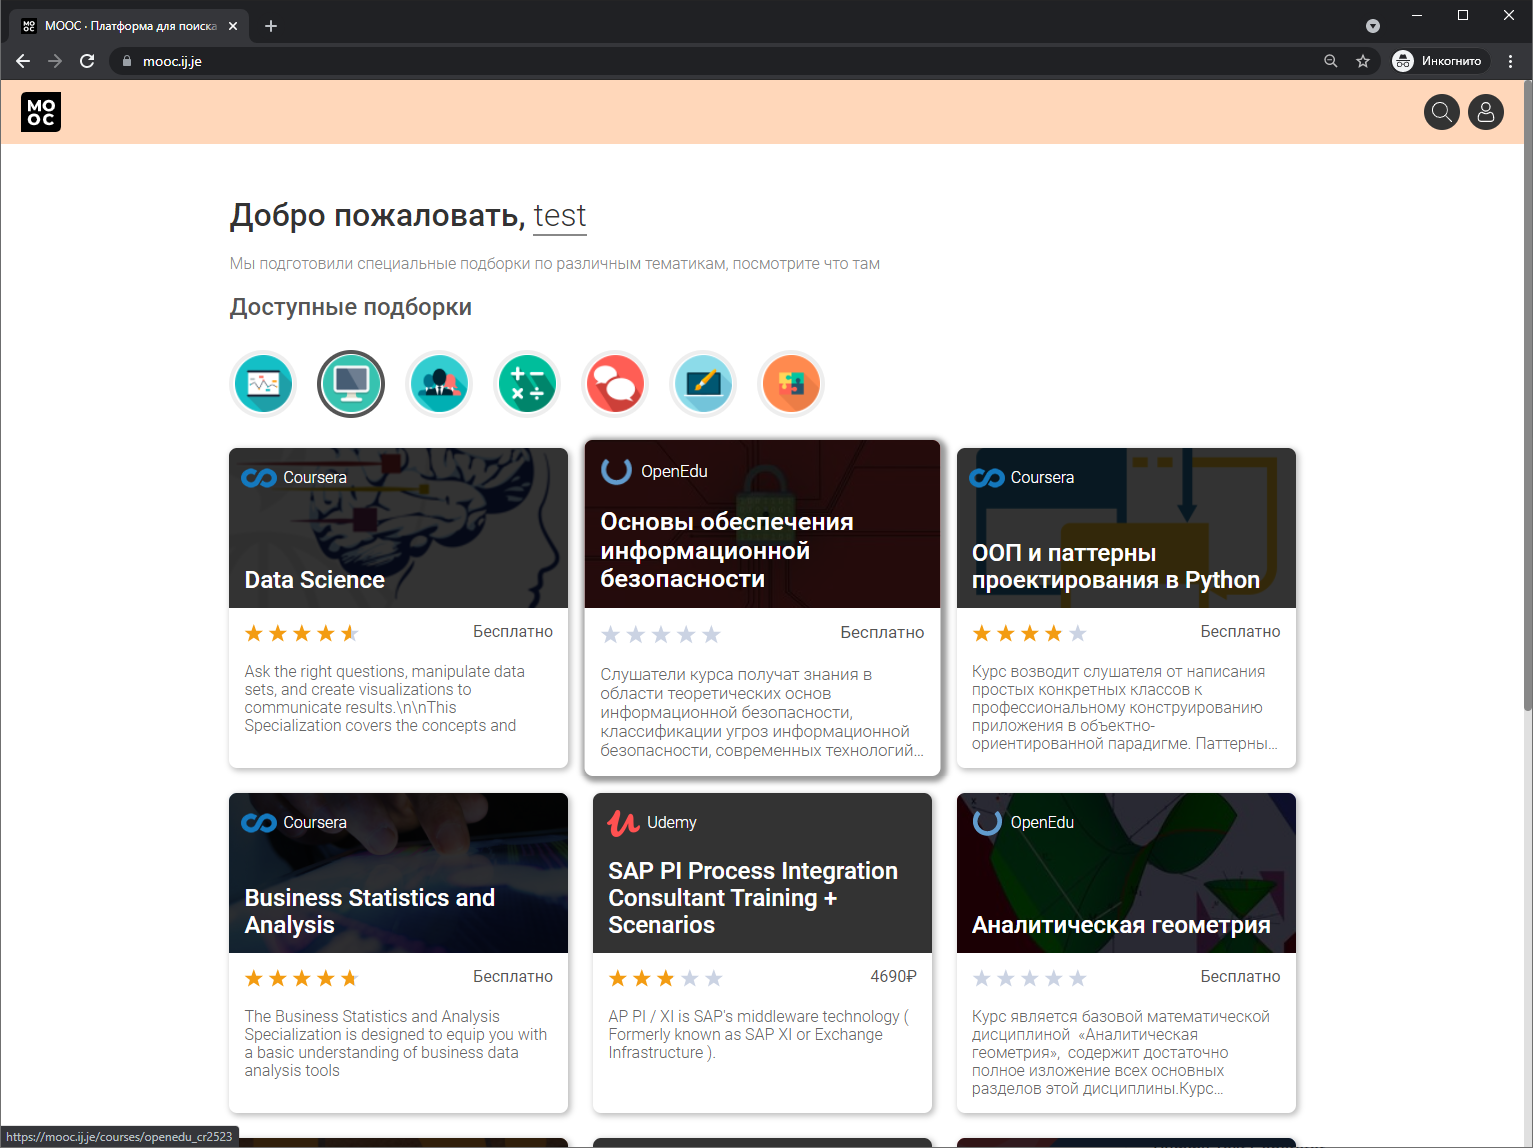 MOOC · Платформа для поиска
mooc.ij.je
Инкогнито
MO
OC
Добро пожаловать, test
Мы подготовили специальные подборки по различным тематикам, посмотрите что там
Доступные подборки
Coursera
Data Science
Бесплатно
Ask the right questions, manipulate data
sets, and create visualizations to
communicate results.\n\nThis
Specialization covers the concepts and
OpenEdu
Основы обеспечения
информационной
безопасности
Бесплатно
Слушатели курса получат знания в
области теоретических основ
информационной безопасности,
классификации угроз информационной
безопасности, современных технологий...
Coursera
ООП и паттерны
проектирования в Python
Бесплатно
Курс возводит слушателя от написания
простых конкретных классов к
профессиональному конструированию
приложения в объектно-
ориентированной парадигме. Паттерны...
Coursera
Business Statistics and
Analysis
Бесплатно
The Business Statistics and Analysis
Specialization is designed to equip you with
a basic understanding of business data
analysis tools
Udemy
SAP PI Process Integration
Consultant Training +
Scenarios
4690₽
AP PI / XI is SAP's middleware technology (
Formerly known as SAP XI or Exchange
Infrastructure ).
OpenEdu
Аналитическая геометрия
Бесплатно
Курс является базовой математической
дисциплиной «Аналитическая
геометрия», содержит достаточно
полное изложение всех основных
разделов этой дисциплины.Курс...
https://mooc.ij.je/courses/openedu_cr2523